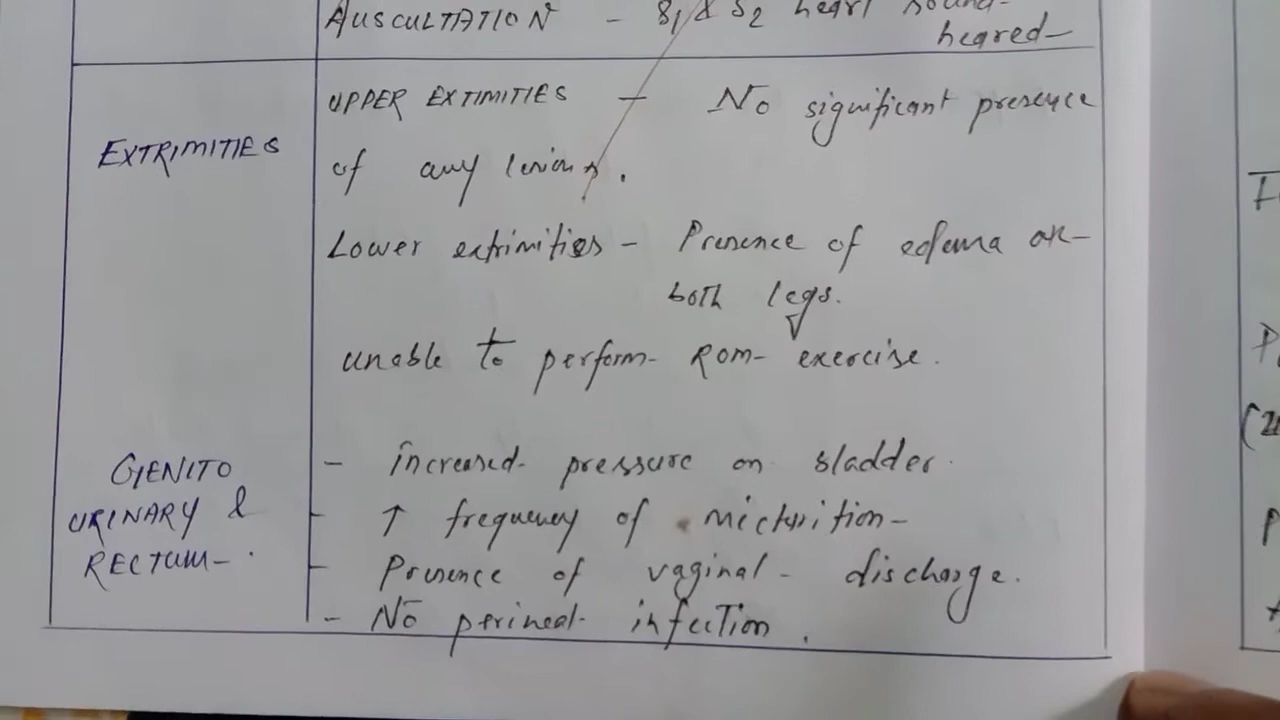 AUSCULTATION - S1 & S2 heart sound
heared
EXTRIMITIES
UPPER EXTIMITIES - No significant presence
of any lesions.
Lower extrimities - Presence of edema on
both legs.
unable to perform ROM exercise.
GENITO
URINARY &
RECTUM
- increased pressure on bladder.
- ↑ frequency of micturition
- Presence of vaginal discharge.
- No perineal infection.